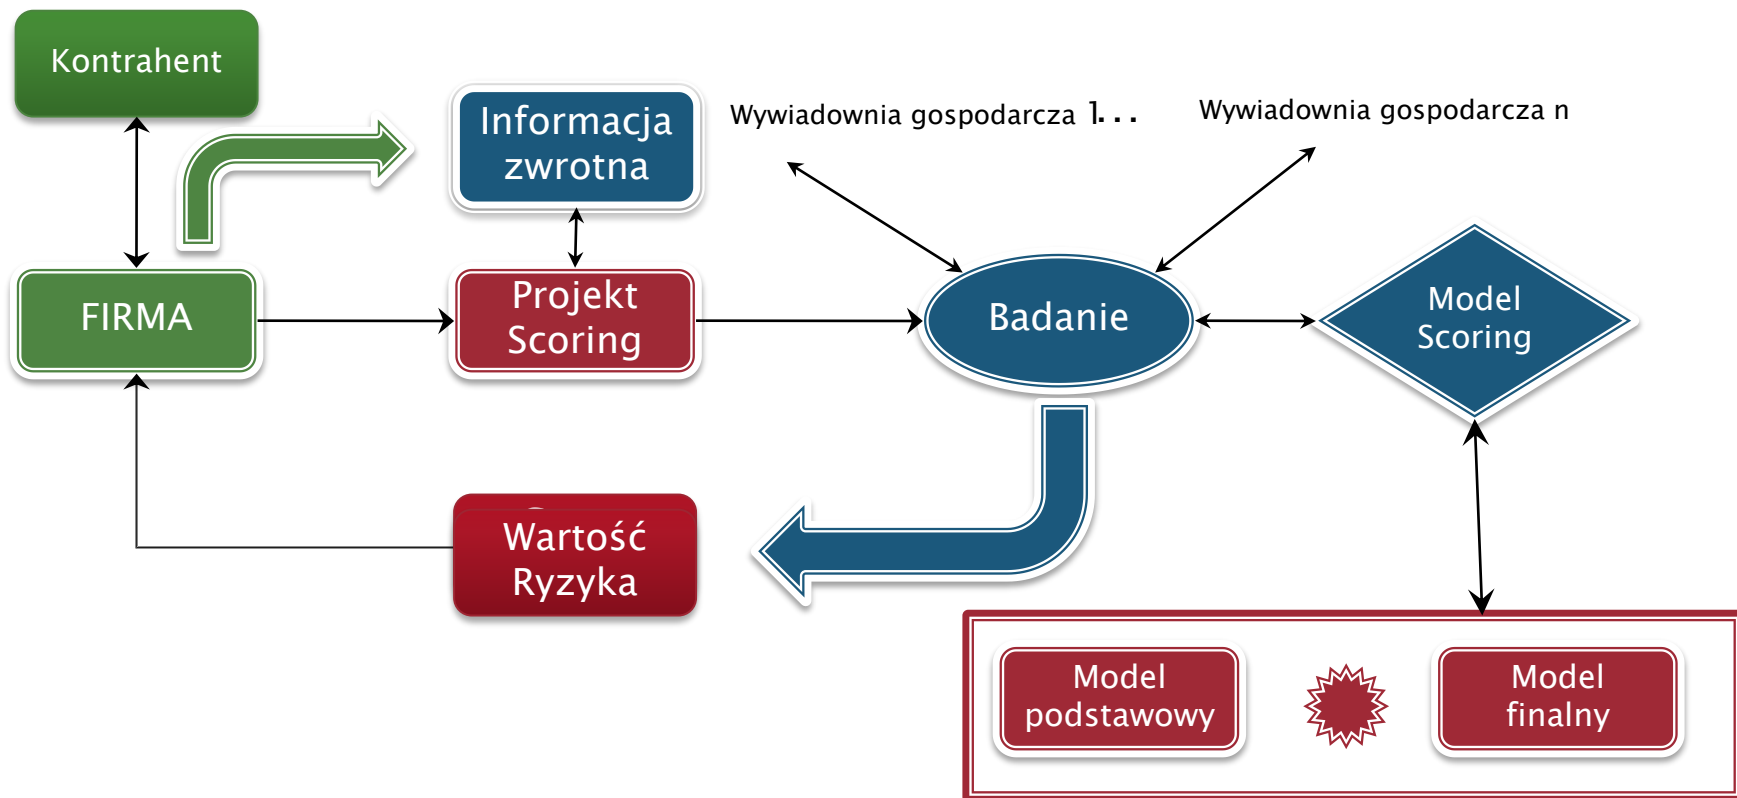 Kontrahent
Informacja
zwrotna
Wywiadownia gospodarcza 1...
Wywiadownia gospodarcza n
FIRMA
Projekt
Scoring
Badanie
Model
Scoring
Wartość
Ryzyka
Model
podstawowy
Model
finalny